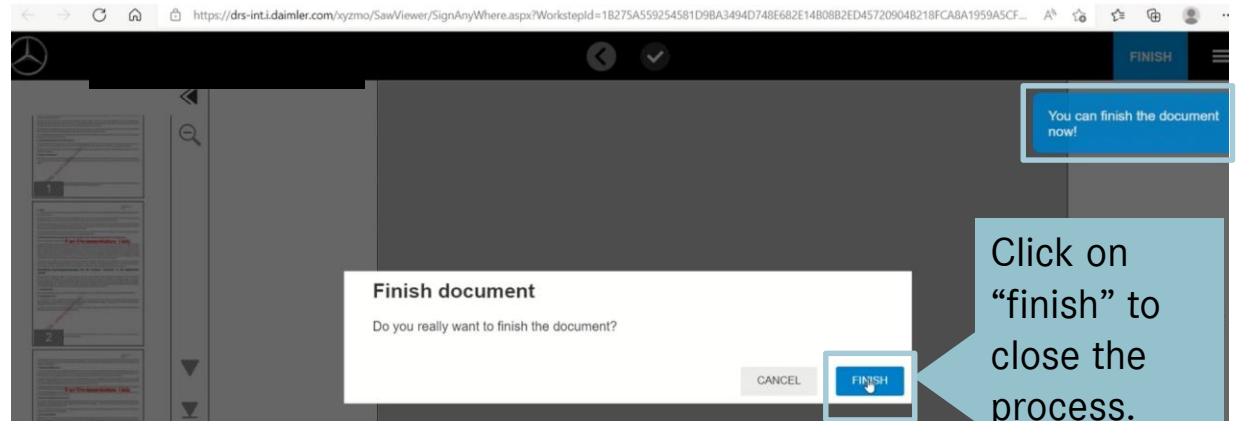 https://drs-int.i.daimler.com/xyzmo/SawViewer/SignAnyWhere.aspx?WorkstepId=1B275A559254581D9BA3494D748E682E14B08B2ED45720904B218FCA8A1959A5CF...
FINISH
You can finish the document
now!
1
2
Finish document
Do you really want to finish the document?
CANCEL
FINISH
Click on
“finish” to
close the
process.